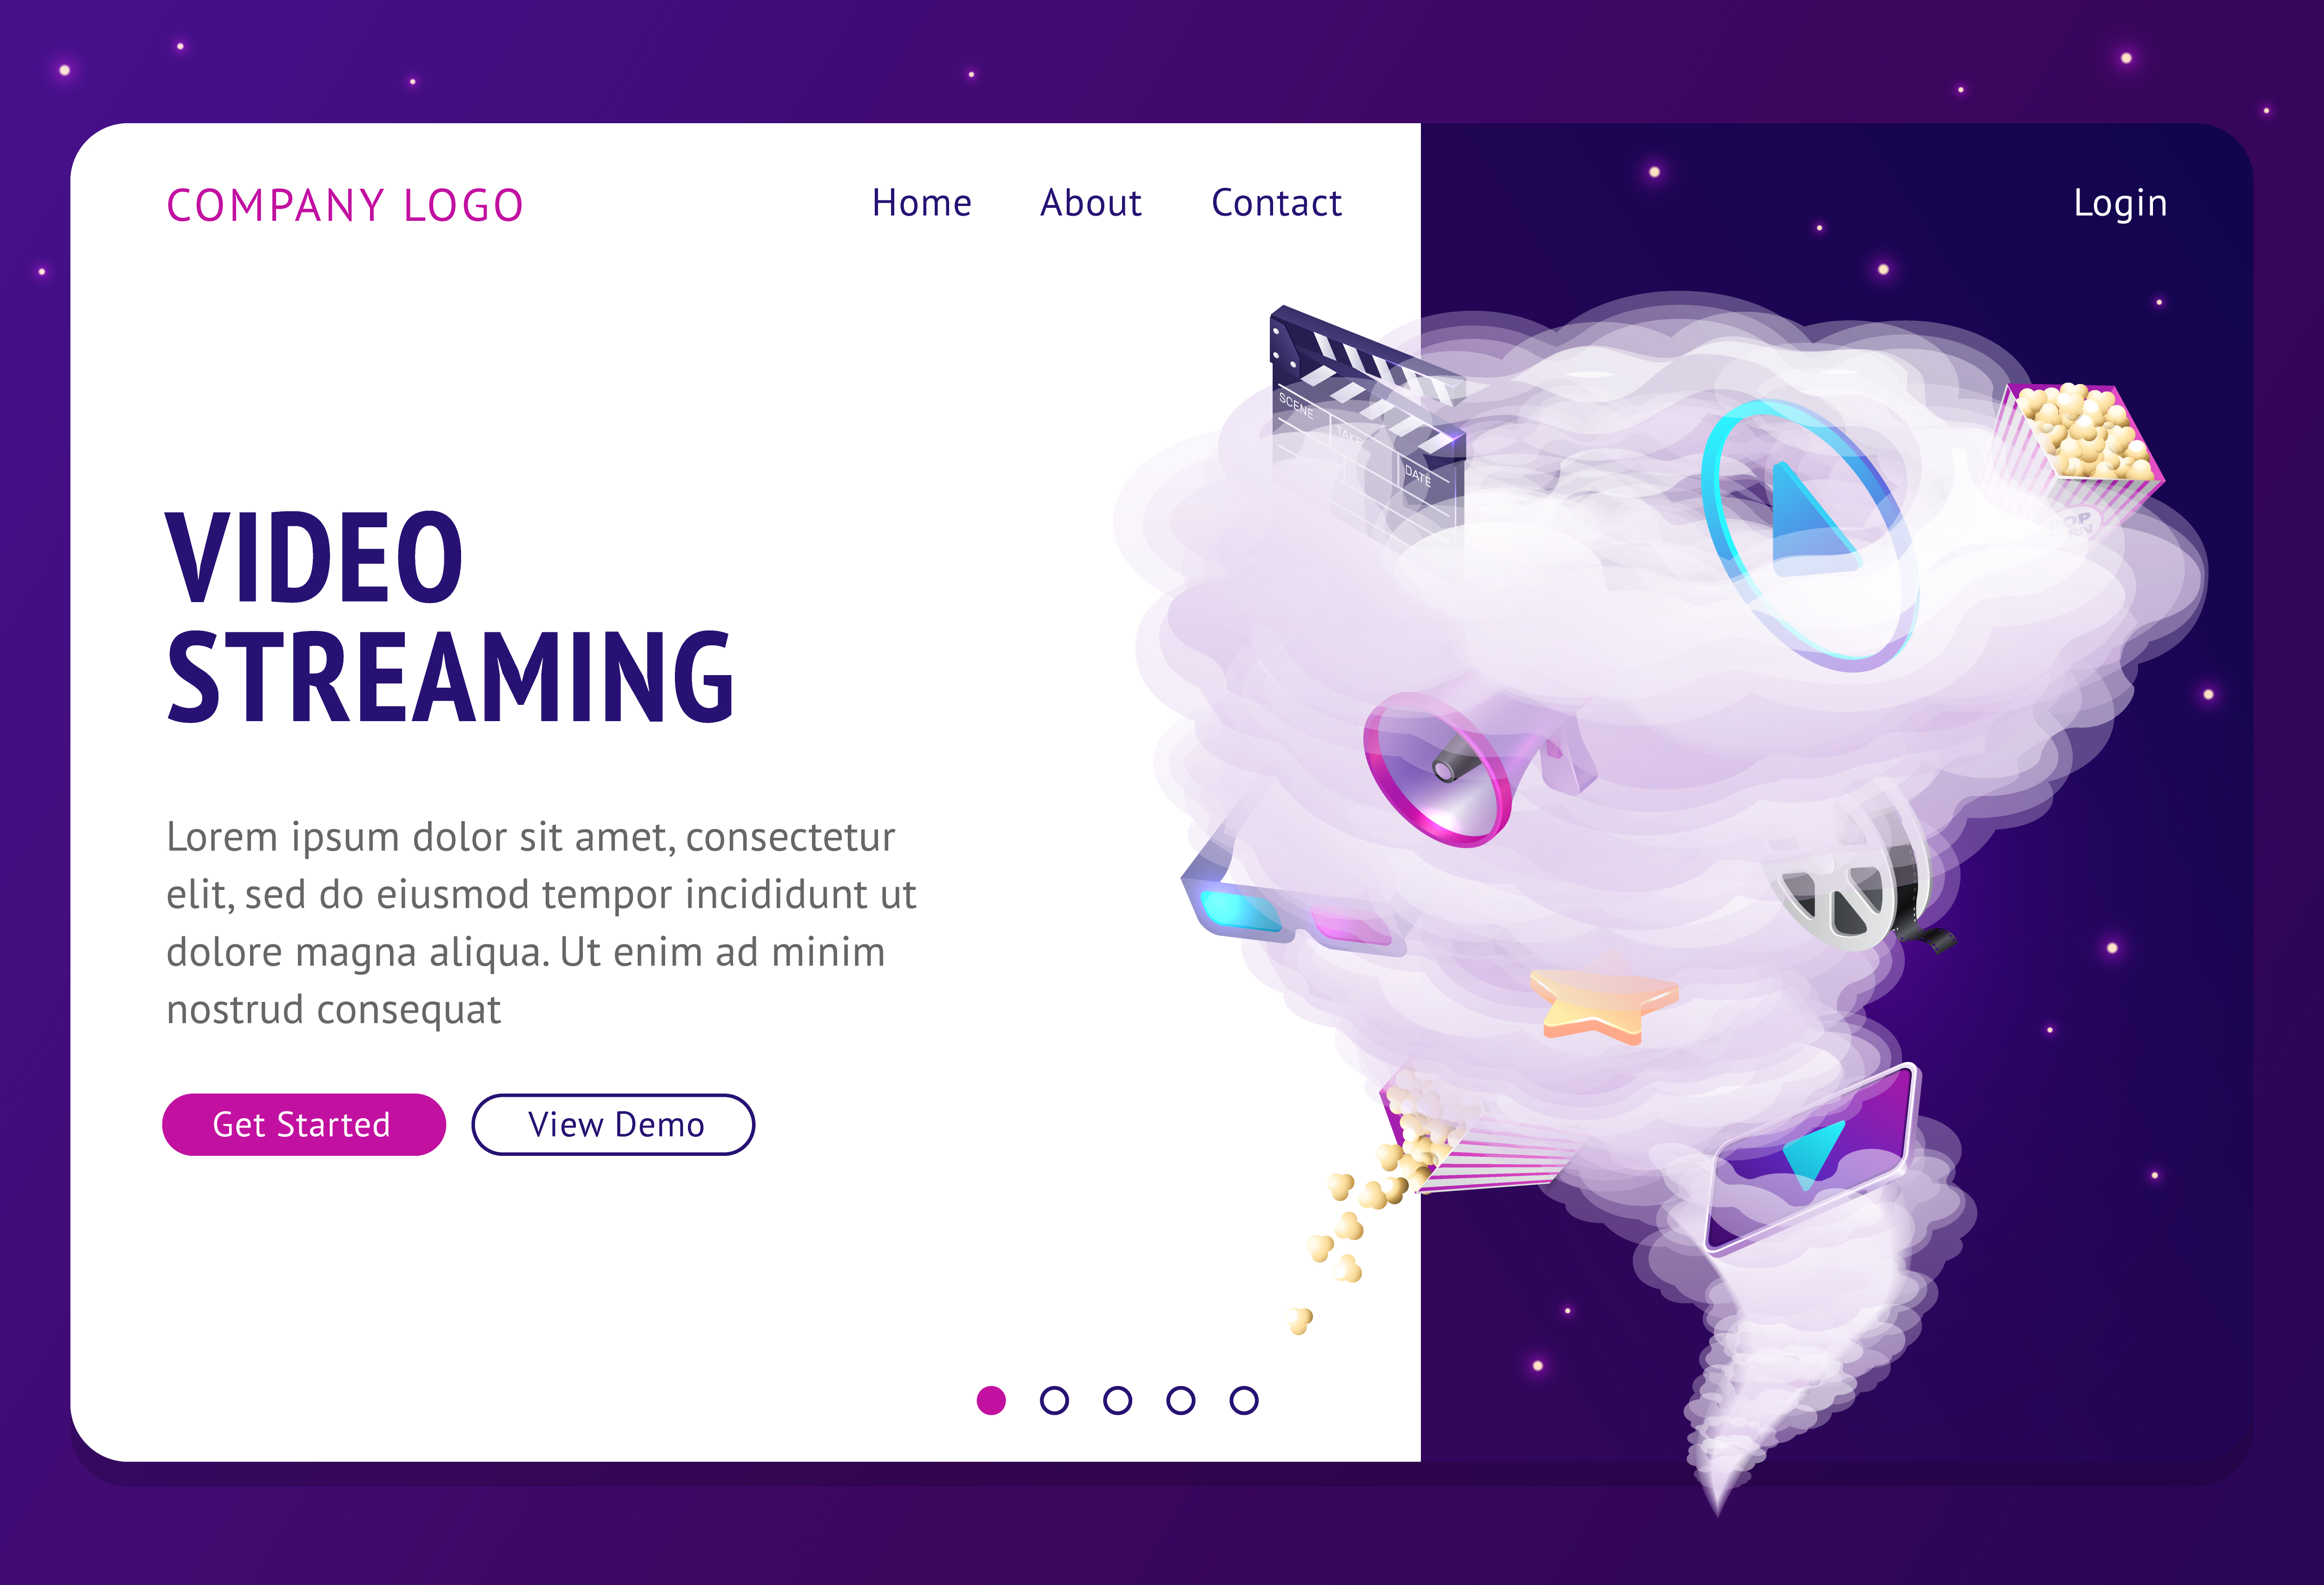 COMPANY LOGO
Home
About
Contact
Login
SCENE
TAKE
DATE
VIDEO
STREAMING
Lorem ipsum dolor sit amet, consectetur
elit, sed do eiusmod tempor incididunt ut
dolore magna aliqua. Ut enim ad minim
nostrud consequat
Get Started
View Demo